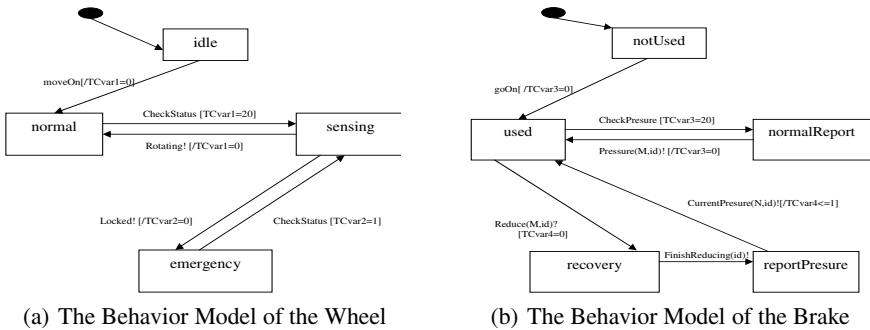 idle
moveOn[/TCvar1=0]
normal
CheckStatus [TCvar1=20]
sensing
Rotating! [/TCvar1=0]
Locked! [/TCvar2=0]
CheckStatus [TCvar2=1]
emergency
(a) The Behavior Model of the Wheel
notUsed
goOn[ /TCvar3=0]
used
CheckPresure [TCvar3=20]
normalReport
Pressure(M,id)! [/TCvar3=0]
CurrentPresure(N,id)![/TCvar4<=1]
Reduce(M,id)?
[TCvar4=0]
recovery
FinishReducing(id)!
reportPresure
(b) The Behavior Model of the Brake